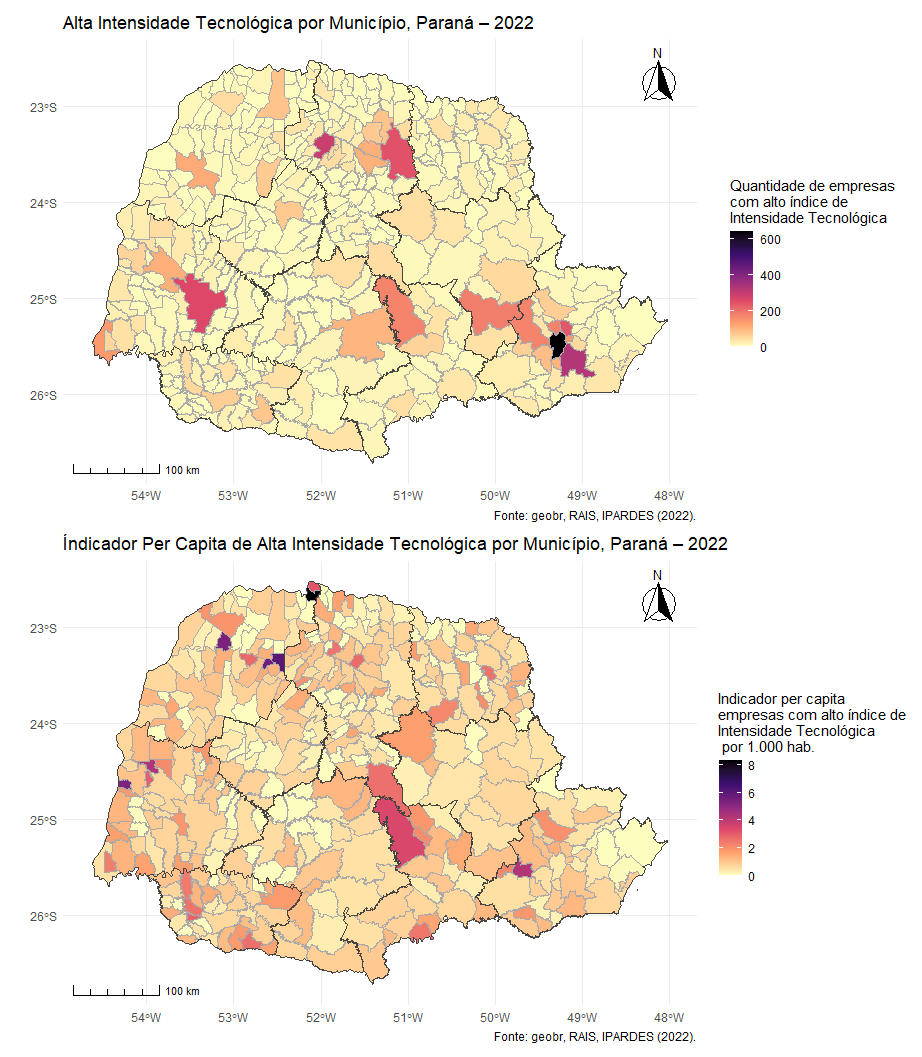 Alta Intensidade Tecnológica por Município, Paraná – 2022
N
23°S
24°S
25°S
26°S
Quantidade de empresas
com alto índice de
Intensidade Tecnológica
600
400
200
0
100 km
54°W
53°W
52°W
51°W
50°W
49°W
48°W
Fonte: geobr, RAIS, IPARDES (2022).
Índicador Per Capita de Alta Intensidade Tecnológica por Município, Paraná – 2022
N
23°S
24°S
25°S
26°S
Indicador per capita
empresas com alto índice de
Intensidade Tecnológica
por 1.000 hab.
8
6
4
2
0
100 km
54°W
53°W
52°W
51°W
50°W
49°W
48°W
Fonte: geobr, RAIS, IPARDES (2022).